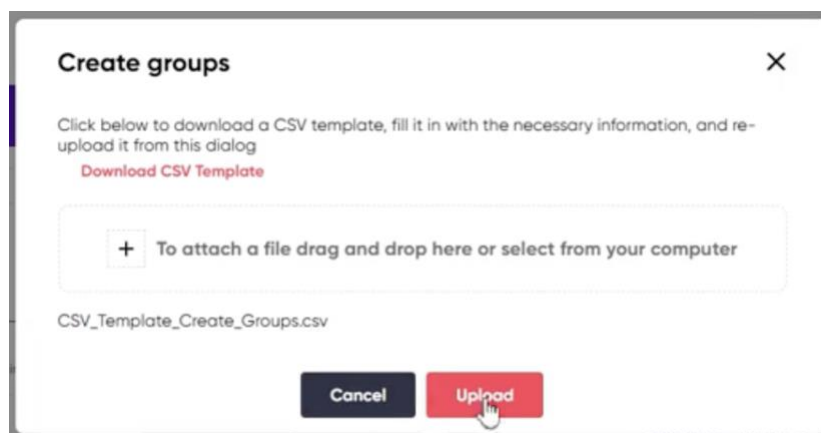 Create groups
Click below to download a CSV template, fill it in with the necessary information, and re-
upload it from this dialog
Download CSV Template
+ To attach a file drag and drop here or select from your computer
CSV_Template_Create_Groups.csv
Cancel Upload